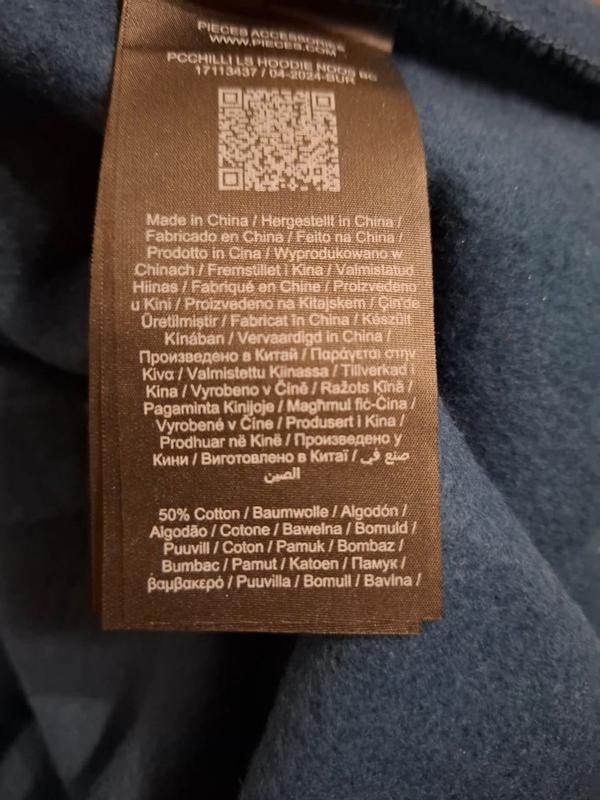 PIECES ACCESSORIES
WWW.PIECES.COM
PCCHILLI LS HOODIE NOOS BC
17113437 / 04-2024-SUR
Made in China / Hergestellt in China /
Fabricado en China / Feito na China /
Prodotto in Cina / Wyprodukowano w
Chinach / Fremstillet i Kina / Valmistatud
Hiinas / Fabriqué en Chine / Proizvedeno
u Kini / Proizvedeno na Kitajskem / Çin'de
Üretilmiştir / Fabricat în China / Készült
Kínában / Vervaardigd in China /
Произведено в Китай / Παράγεται στην
Κίνα / Valmistettu Kiinassa / Tillverkad i
Kina / Vyrobeno v Číně / Ražots Ķīnā /
Pagaminta Kinijoje / Magħmul fiċ-Ċina /
Vyrobené v Číne / Produsert i Kina /
Prodhuar në Kinë / Произведено у
Кини / Виготовлено в Китаї / صنع في
الصين
50% Cotton / Baumwolle / Algodón /
Algodão / Cotone / Bawełna / Bomuld /
Puuvill / Coton / Pamuk / Bombaz /
Bumbac / Pamut / Katoen / Памук /
βαμβακερό / Puuvilla / Bomull / Bavlna /